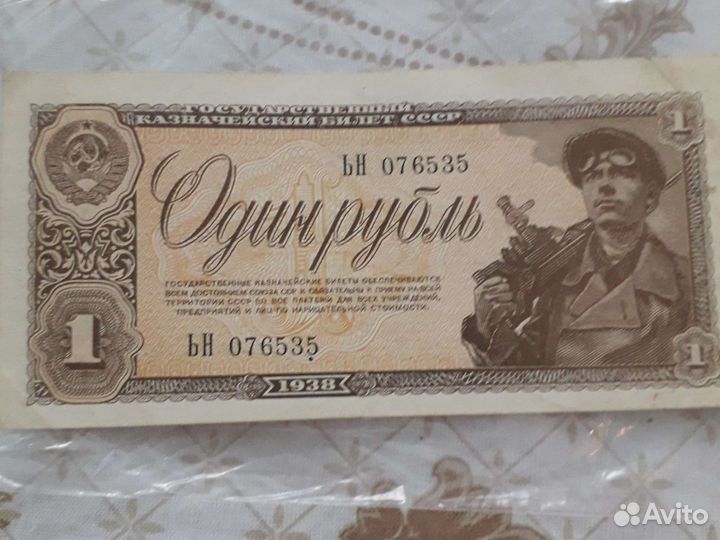 ГОСУДАРСТВЕННЫЙ
КАЗНАЧЕЙСКИЙ БИЛЕТ СССР
1
ЬН 076535
Один рубль
ГОСУДАРСТВЕННЫЕ КАЗНАЧЕЙСКИЕ БИЛЕТЫ ОБЕСПЕЧИВАЮТСЯ
ВСЕМ ДОСТОЯНИЕМ СОЮЗА ССР И ОБЯЗАТЕЛЬНЫ К ПРИЕМУ НА ВСЕЙ
ТЕРРИТОРИИ СССР ВО ВСЕ ПЛАТЕЖИ ДЛЯ ВСЕХ УЧРЕЖДЕНИЙ,
ПРЕДПРИЯТИЙ И ЛИЦ ПО НАРИЦАТЕЛЬНОЙ СТОИМОСТИ.
1
ЬН 076535
1
1938
Avito